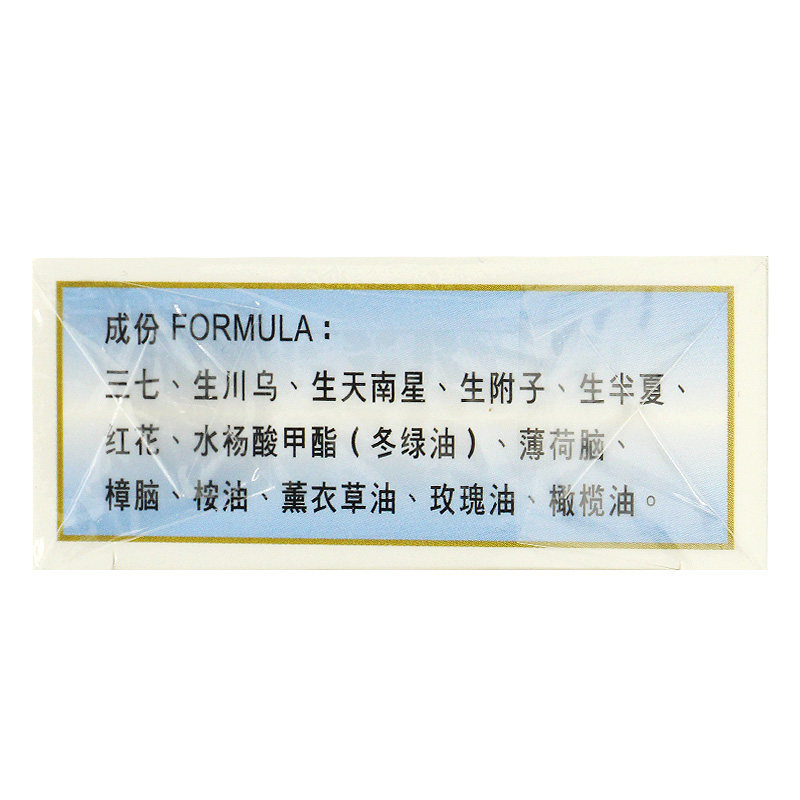 成份 FORMULA：
三七、生川乌、生天南星、生附子、生半夏、
红花、水杨酸甲酯（冬绿油）、薄荷脑、
樟脑、桉油、薰衣草油、玫瑰油、橄榄油。